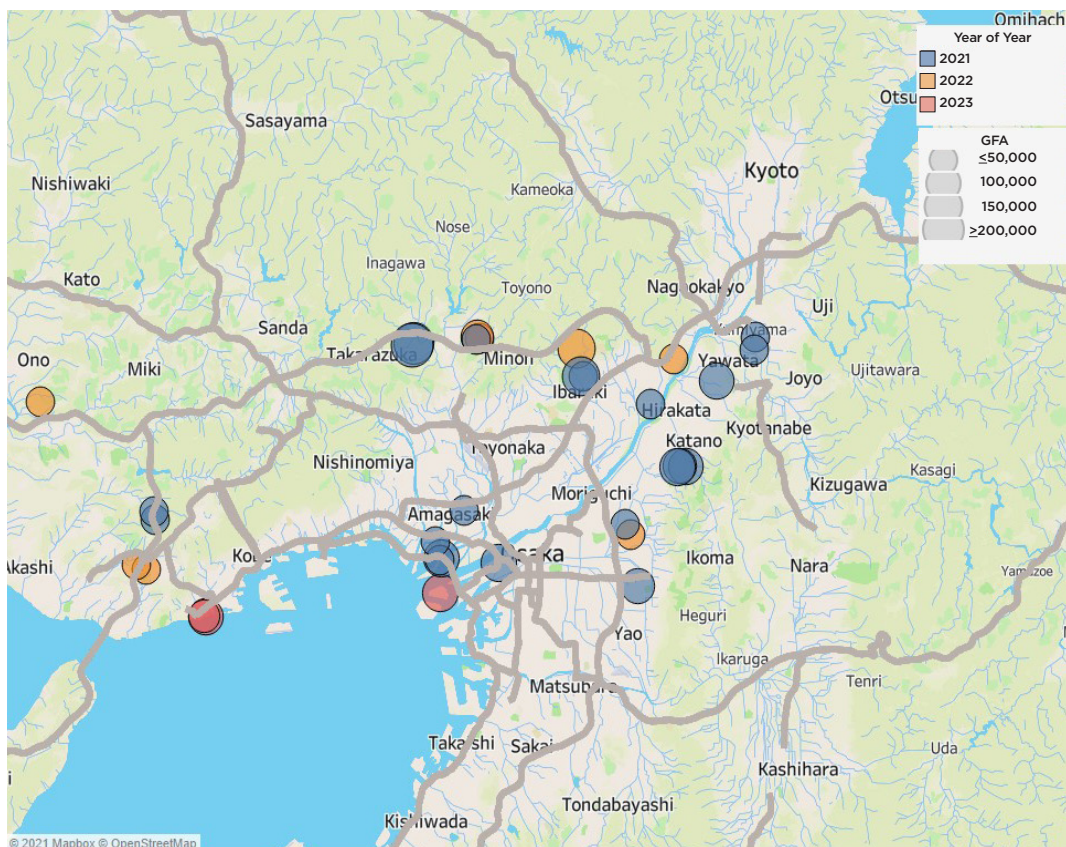 Omihach
Year of Year
2021
2022
2023
Otsu
Sasayama
GFA
≤50,000
100,000
150,000
≥200,000
Kyoto
Nishiwaki
Kameoka
Nose
Inagawa
Kato
Toyono
Nagaokakyo
Uji
Sanda
Ono
Miki
Takarazuka
Minoh
Yawata
Ujitawara
Joyo
Ibaraki
Hirakata
Kyotanabe
Toyonaka
Katano
Nishinomiya
Kasagi
Kizugawa
Moriguchi
Amagasaki
Kobe
Osaka
Ikoma
Nara
Akashi
Yamazoe
Heguri
Yao
Ikaruga
Tenri
Matsubara
Takaishi
Sakai
Uda
Kashihara
Tondabayashi
Kishiwada
© 2021 Mapbox © OpenStreetMap